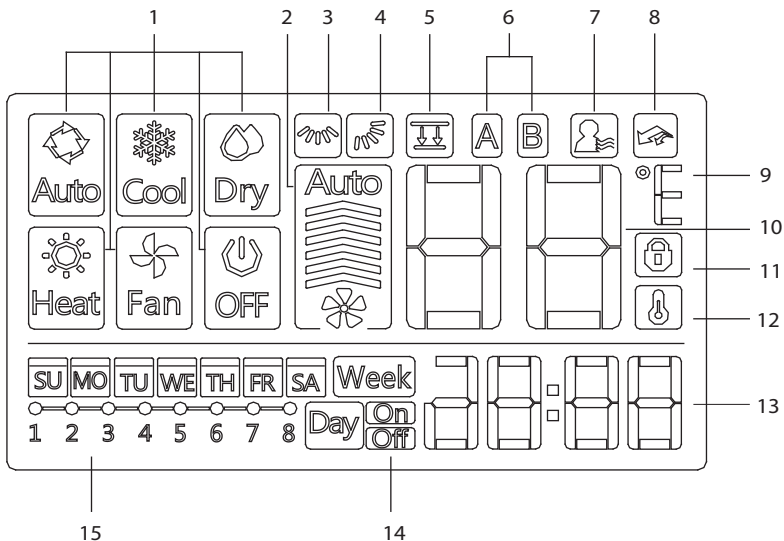 1 2 3 4 5 6 7 8
A B
Auto Cool Dry Auto
9
10
11
Heat Fan OFF
12
SU MO TU WE TH FR SA Week
Day On
Off
13
1 2 3 4 5 6 7 8
15 14